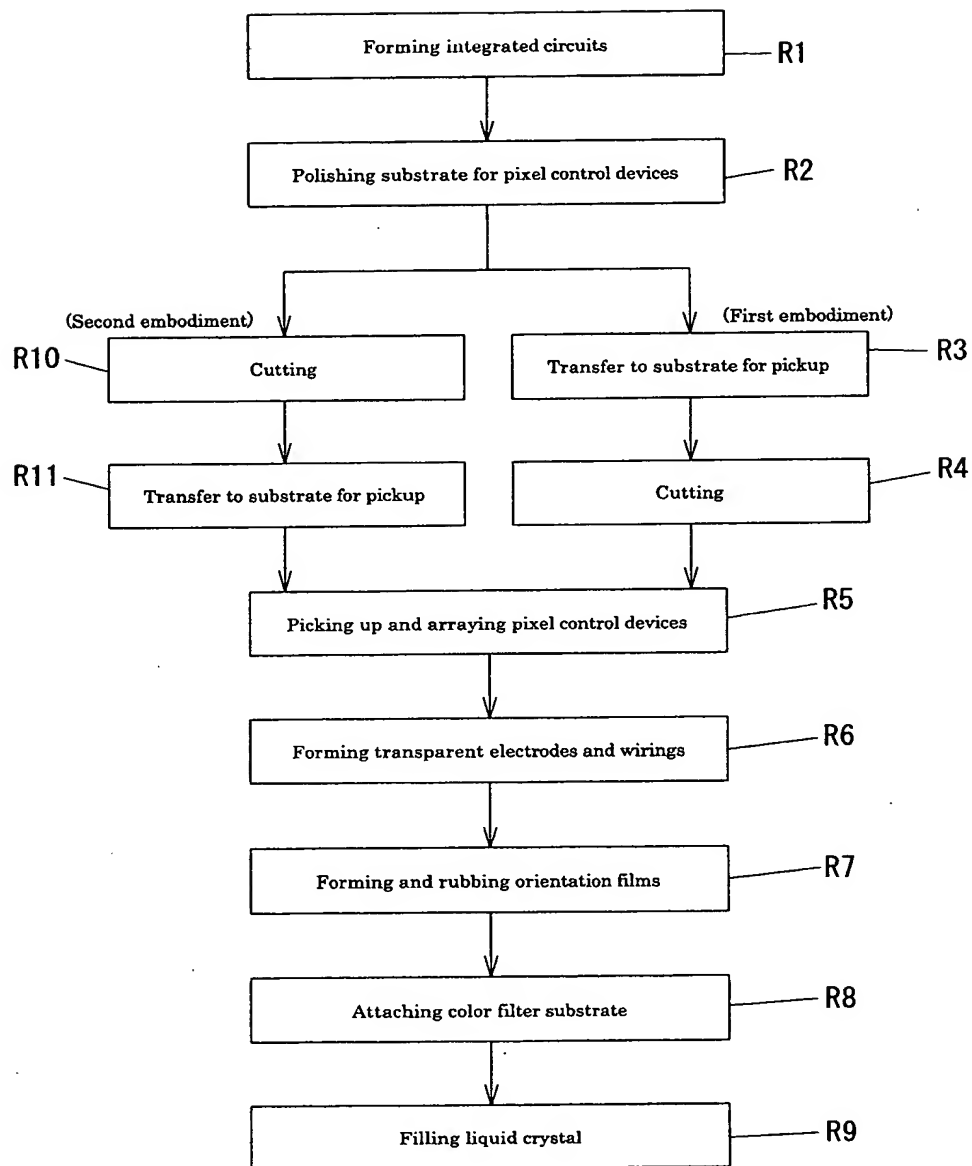 Forming integrated circuits
R1
Polishing substrate for pixel control devices
R2
(Second embodiment)
(First embodiment)
R10
Cutting
Transfer to substrate for pickup
R3
R11
Transfer to substrate for pickup
Cutting
R4
Picking up and arraying pixel control devices
R5
Forming transparent electrodes and wirings
R6
Forming and rubbing orientation films
R7
Attaching color filter substrate
R8
Filling liquid crystal
R9